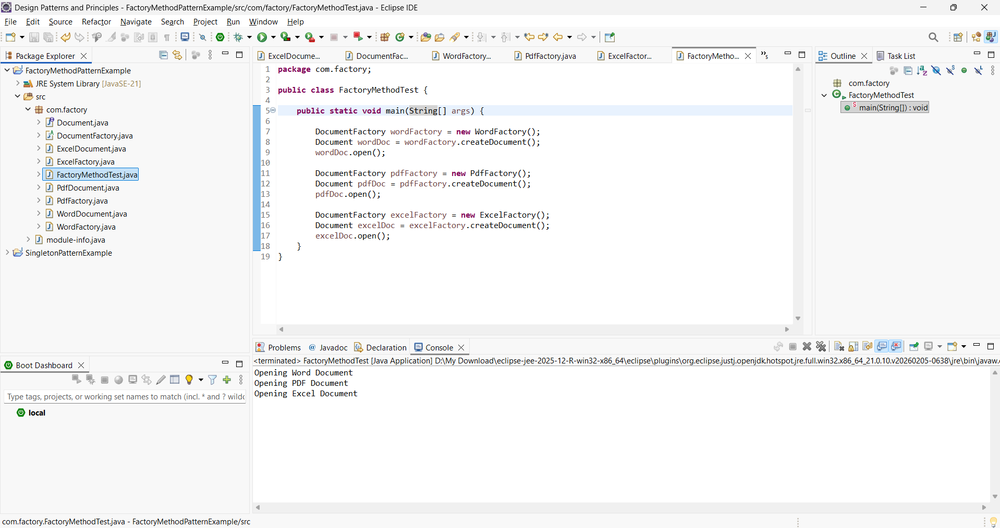 Design Patterns and Principles - FactoryMethodPatternExample/src/com/factory/FactoryMethodTest.java - Eclipse IDE
File Edit Source Refactor Navigate Search Project Run Window Help
Package Explorer
FactoryMethodPatternExample
JRE System Library [JavaSE-21]
src
com.factory
Document.java
DocumentFactory.java
ExcelDocument.java
ExcelFactory.java
FactoryMethodTest.java
PdfDocument.java
PdfFactory.java
WordDocument.java
WordFactory.java
module-info.java
SingletonPatternExample
Boot Dashboard
Type tags, projects, or working set names to match (incl. * and ? wildc
local
ExcelDocume... DocumentFac... WordFactory... PdfFactory.java ExcelFactor... FactoryMetho... »5
1 package com.factory;
2
3 public class FactoryMethodTest {
4
5 public static void main(String[] args) {
6
7 DocumentFactory wordFactory = new WordFactory();
8 Document wordDoc = wordFactory.createDocument();
9 wordDoc.open();
10
11 DocumentFactory pdfFactory = new PdfFactory();
12 Document pdfDoc = pdfFactory.createDocument();
13 pdfDoc.open();
14
15 DocumentFactory excelFactory = new ExcelFactory();
16 Document excelDoc = excelFactory.createDocument();
17 excelDoc.open();
18 }
19 }
Outline Task List
com.factory
FactoryMethodTest
main(String[]) : void
Problems @ Javadoc Declaration Console
<terminated> FactoryMethodTest [Java Application] D:\My Download\eclipse-jee-2025-12-R-win32-x86_64\eclipse\plugins\org.eclipse.justj.openjdk.hotspot.jre.full.win32.x86_64_21.0.10.v20260205-0638\jre\bin\javaw.
Opening Word Document
Opening PDF Document
Opening Excel Document
com.factory.FactoryMethodTest.java - FactoryMethodPatternExample/src